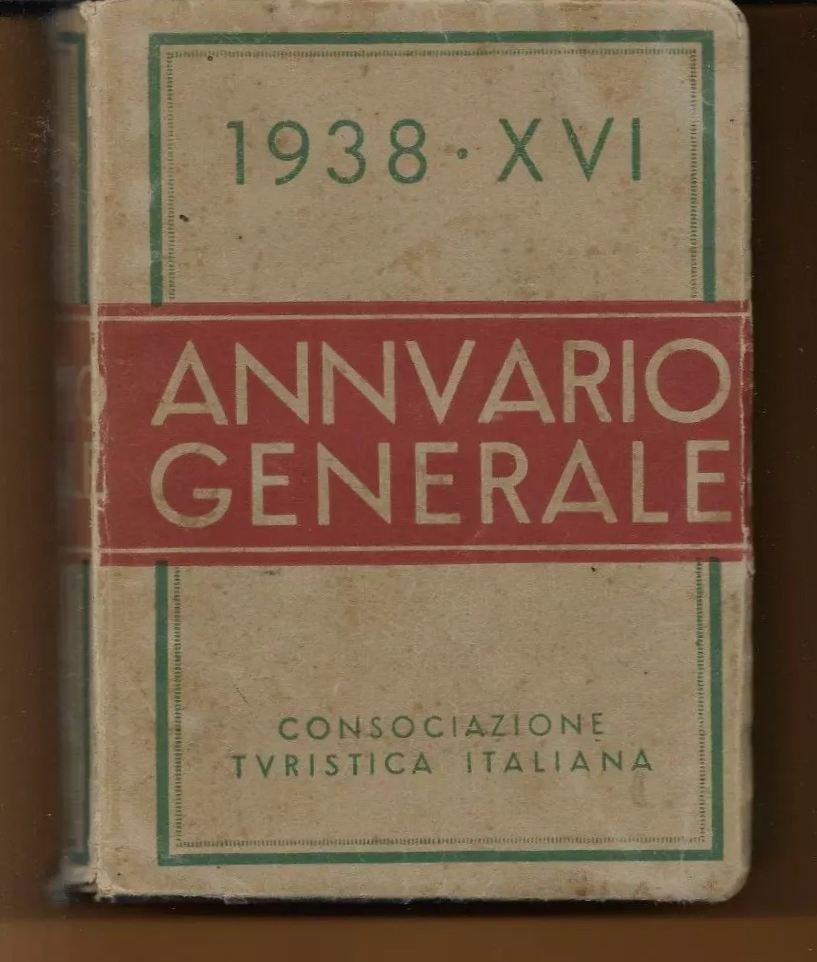 1938 · XVI
ANNVARIO
GENERALE
CONSOCIAZIONE
TVRISTICA ITALIANA